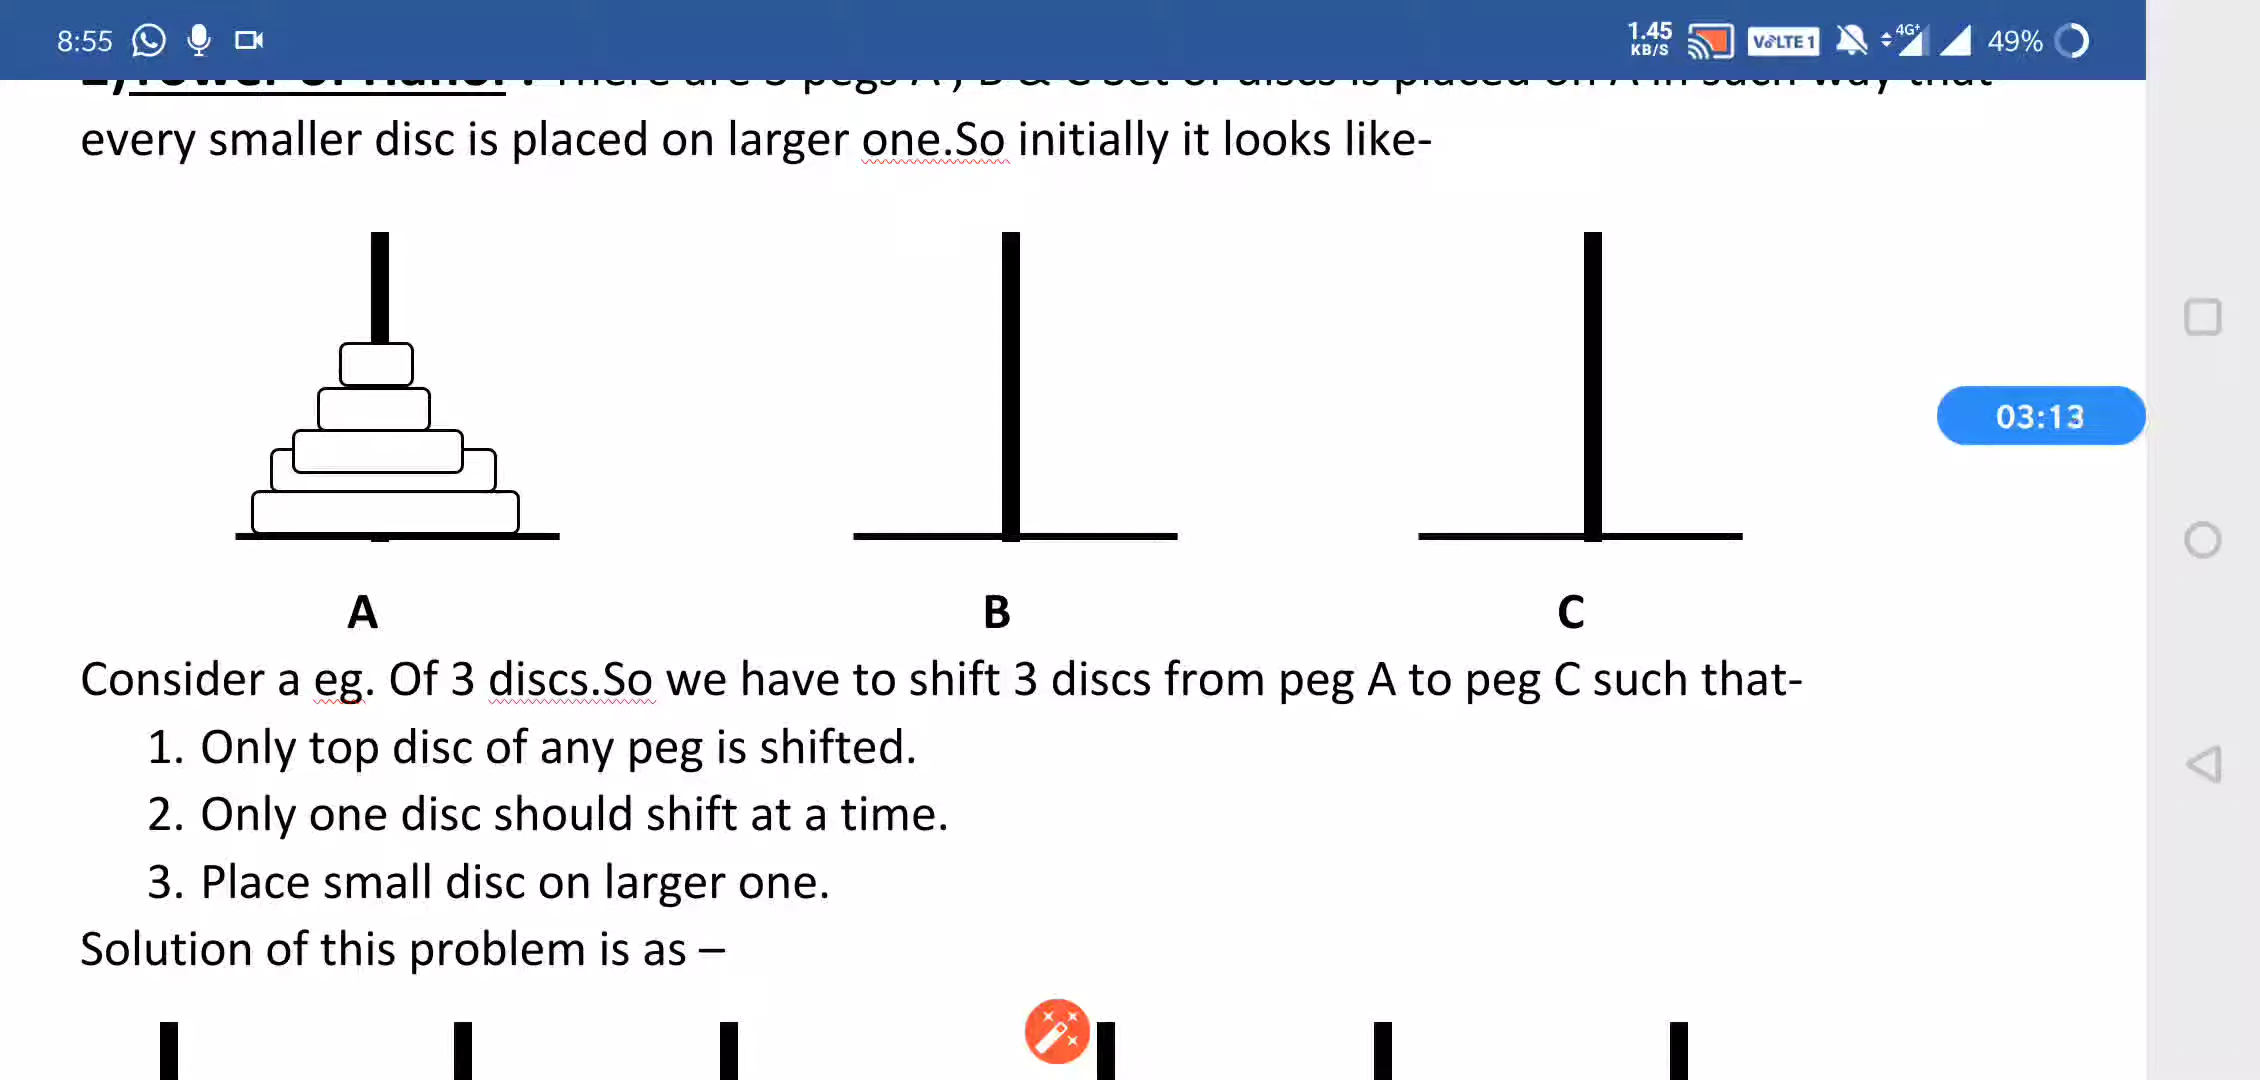 8:55 1.45 KB/S VoLTE 1 4G+ 49%
every smaller disc is placed on larger one.So initially it looks like-
03:13
A B C
Consider a eg. Of 3 discs.So we have to shift 3 discs from peg A to peg C such that-
1. Only top disc of any peg is shifted.
2. Only one disc should shift at a time.
3. Place small disc on larger one.
Solution of this problem is as –